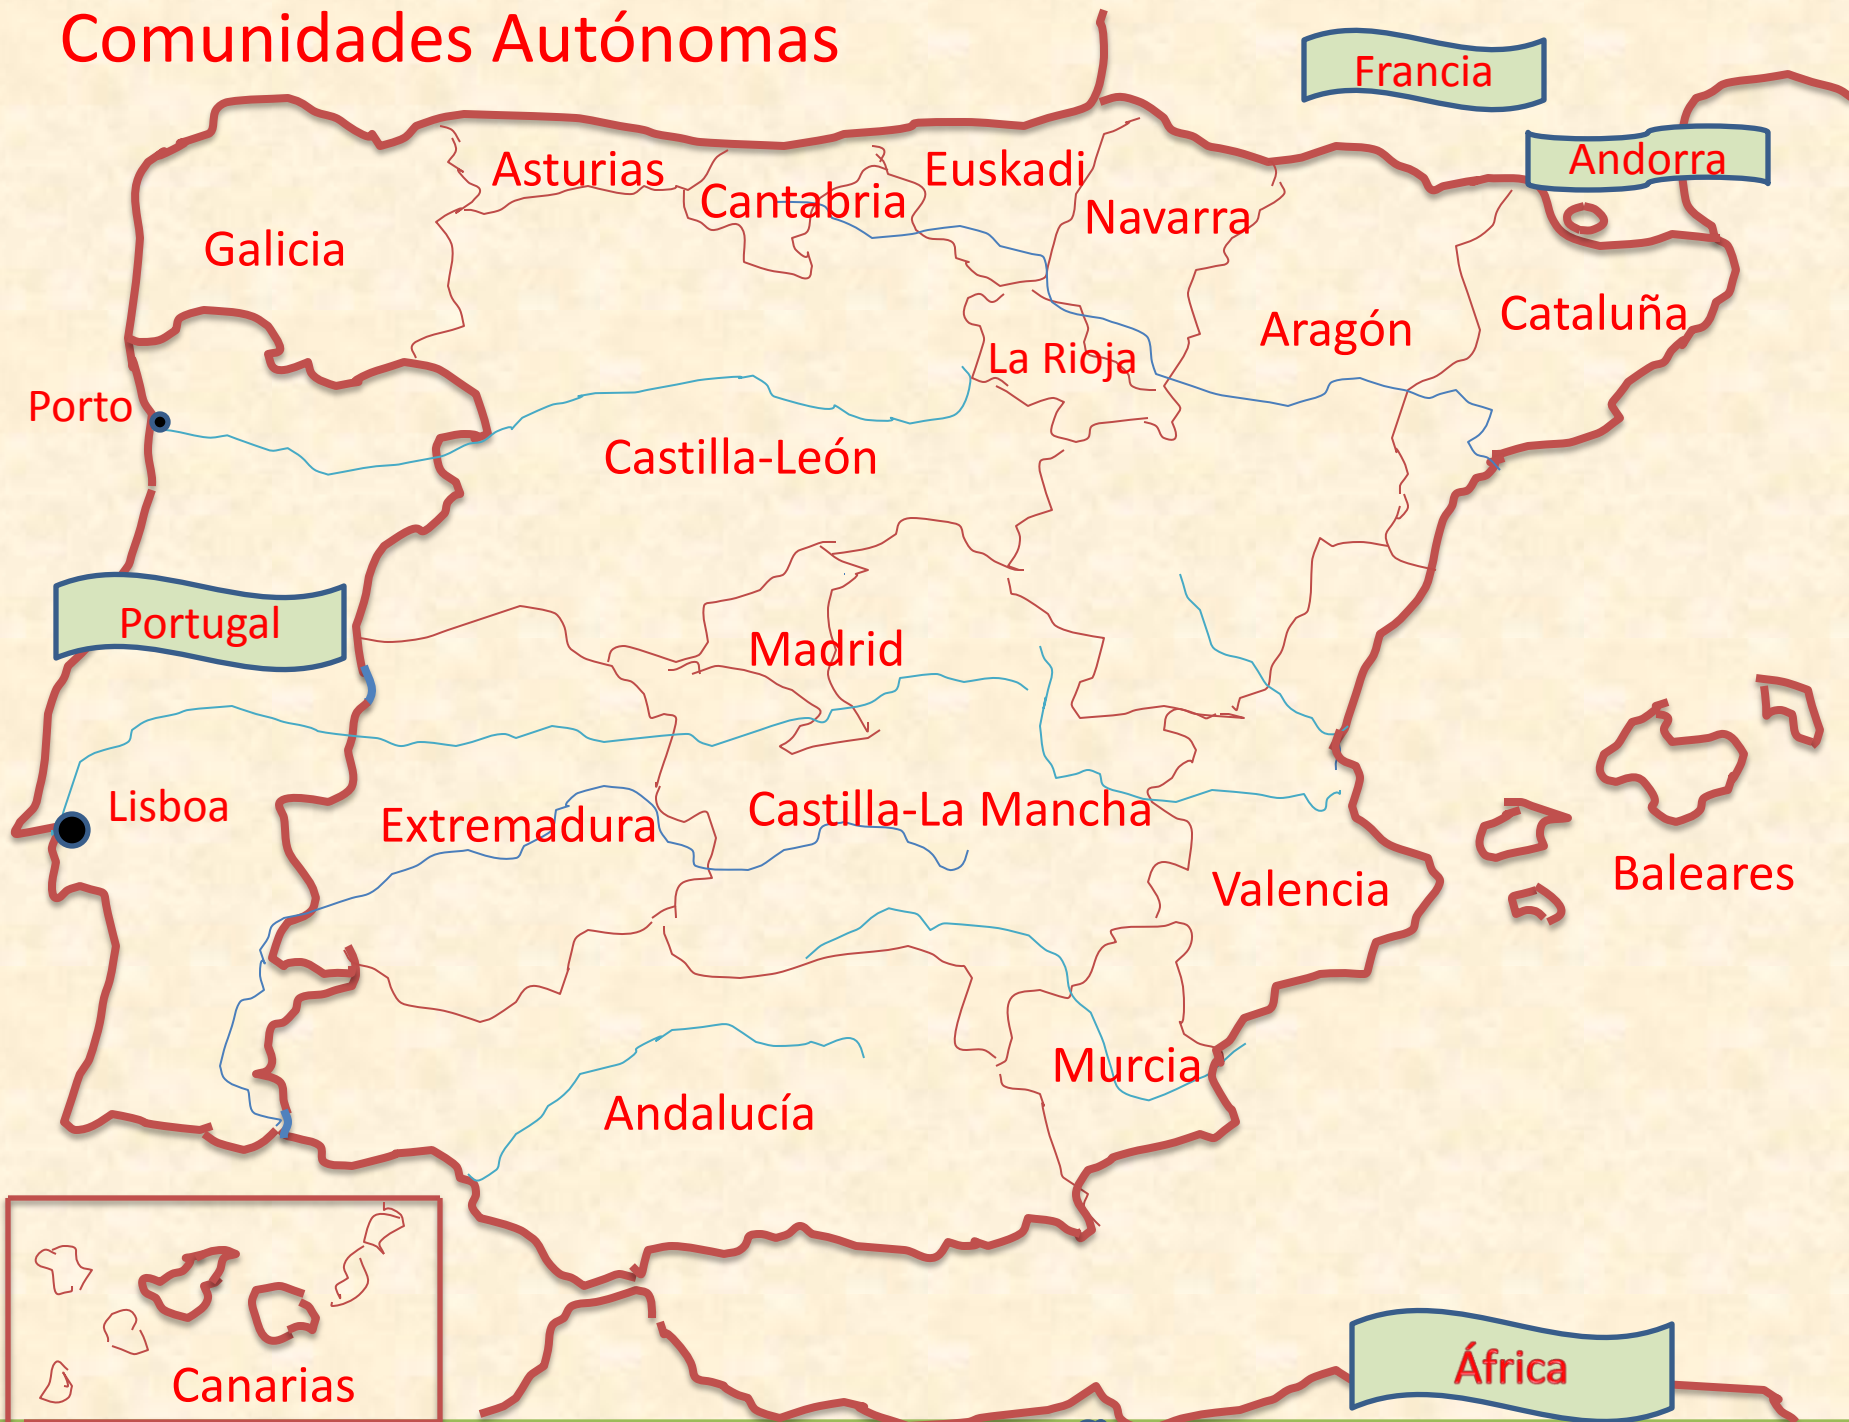 Comunidades Autónomas
Francia
Andorra
Asturias
Euskadi
Cantabria
Navarra
Galicia
Cataluña
Aragón
La Rioja
Porto
Castilla-León
Portugal
Madrid
Lisboa
Extremadura
Castilla-La Mancha
Valencia
Baleares
Murcia
Andalucía
África
Canarias